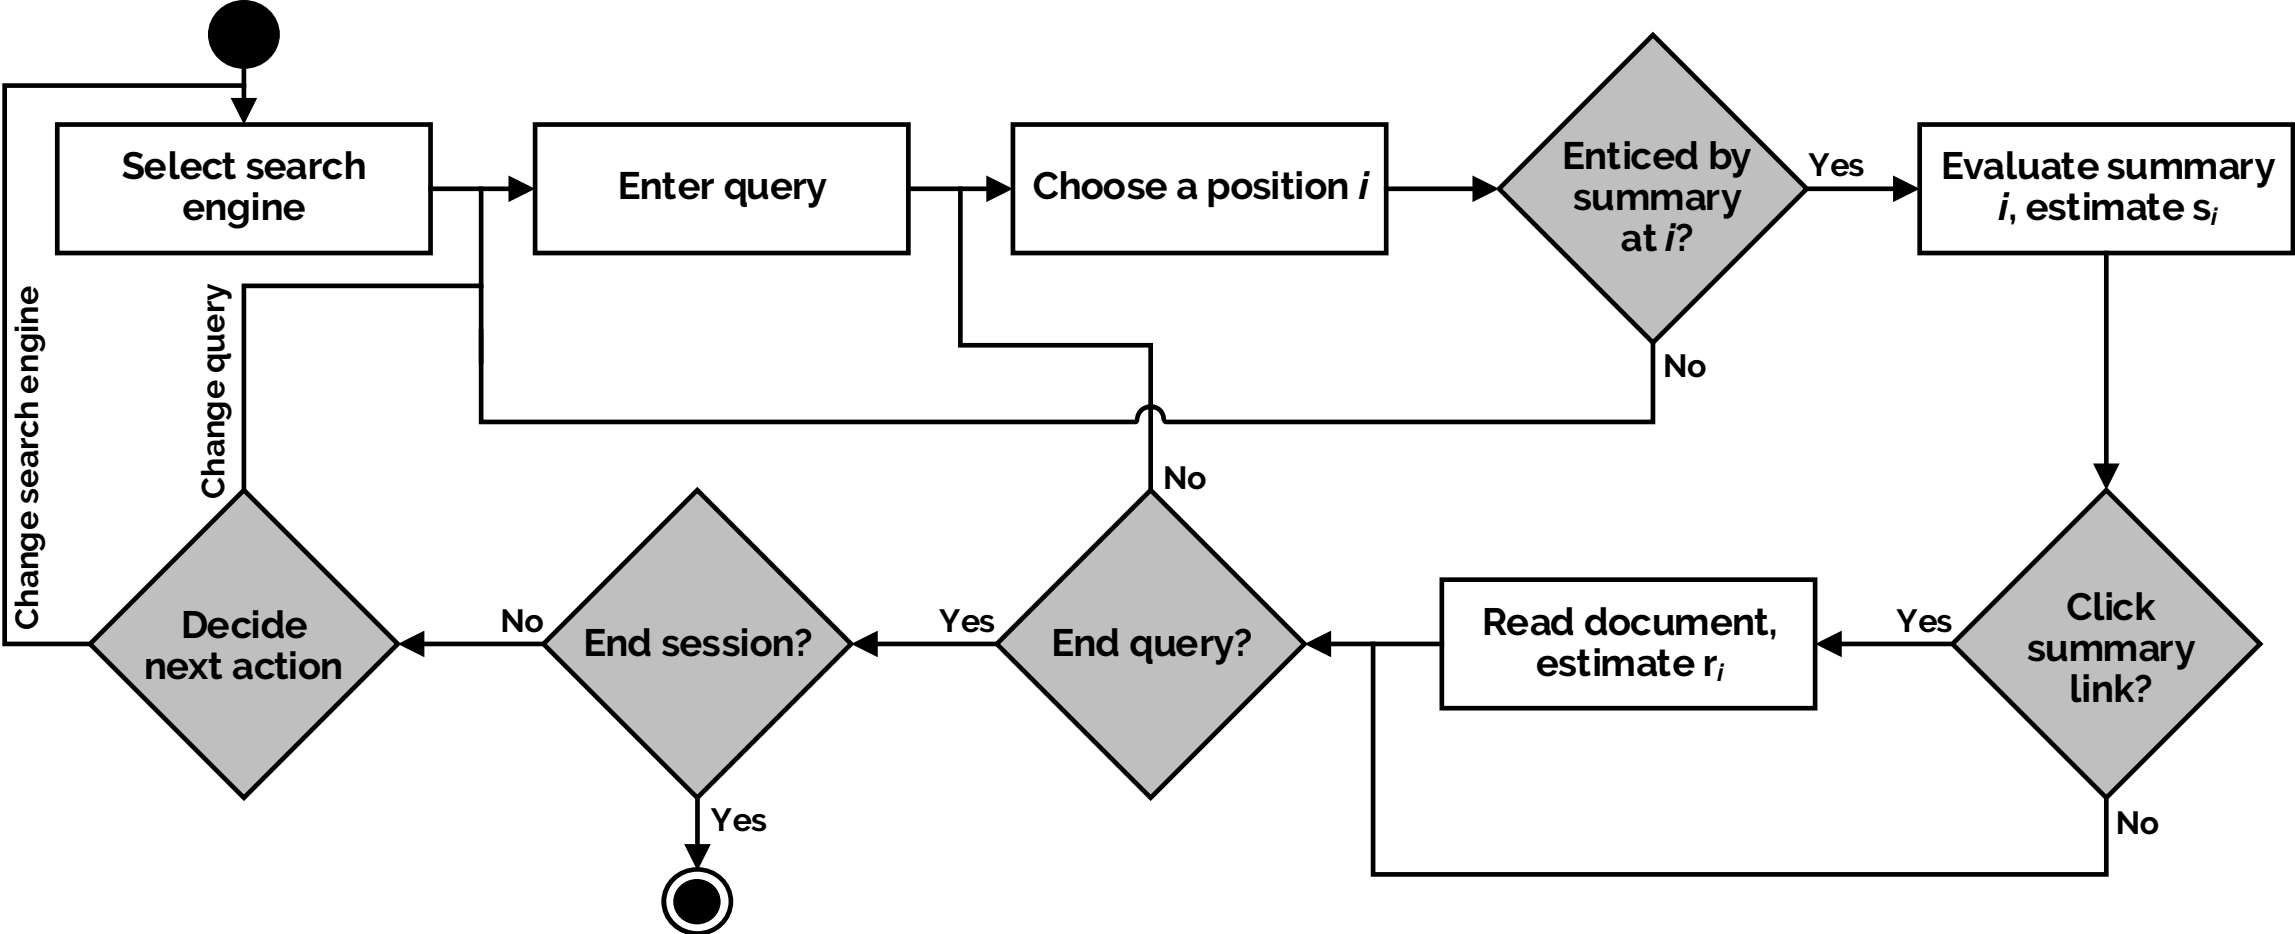 Select search
engine
Enter query
Choose a position i
Enticed by
summary
at i?
Yes
Evaluate summary
i, estimate sᵢ
No
Change search engine
Change query
No
Decide
next action
No
End session?
Yes
End query?
Read document,
estimate rᵢ
Yes
Click
summary
link?
Yes
No